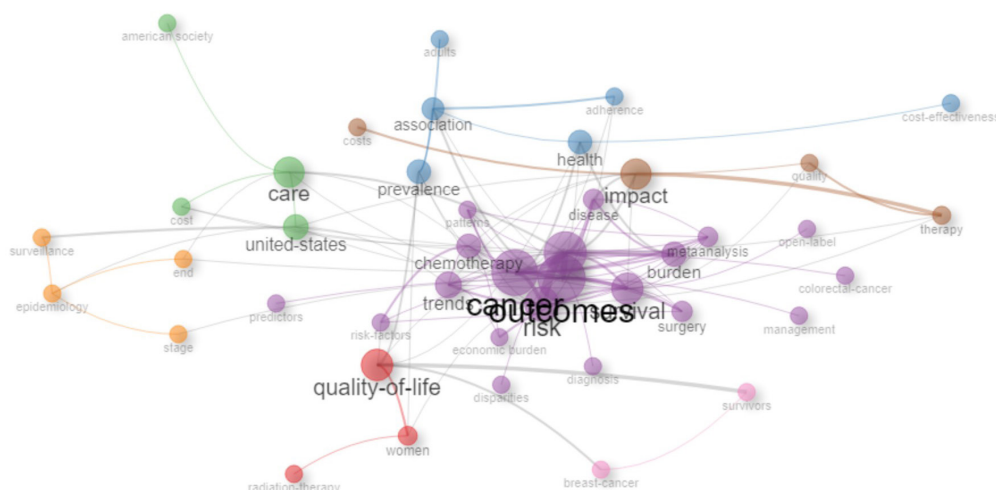 american society
adults
adherence
cost-effectiveness
association
costs
health
quality
prevalence
care
impact
disease
cost
patterns
therapy
united-states
open-label
surveillance
metaanalysis
chemotherapy
burden
end
colorectal-cancer
epidemiology
trends
predictors
cancer
outcomes
survival
risk
surgery
management
risk-factors
stage
economic burden
diagnosis
quality-of-life
disparities
survivors
women
breast-cancer
radiation-therapy